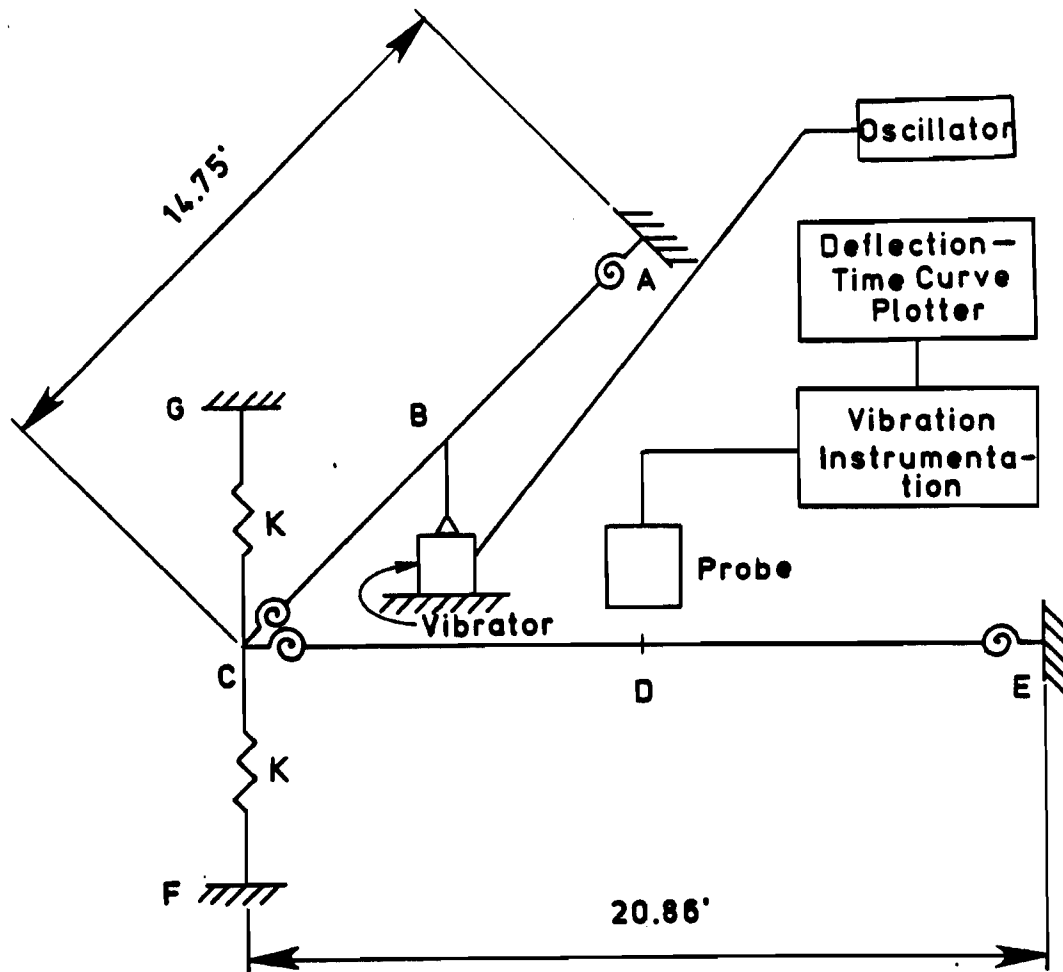 14.75'
Oscillator
Deflection—
Time Curve
Plotter
A
G
B
Vibration
Instrumenta-
tion
K
Probe
Vibrator
C
D
E
K
F
20.86'